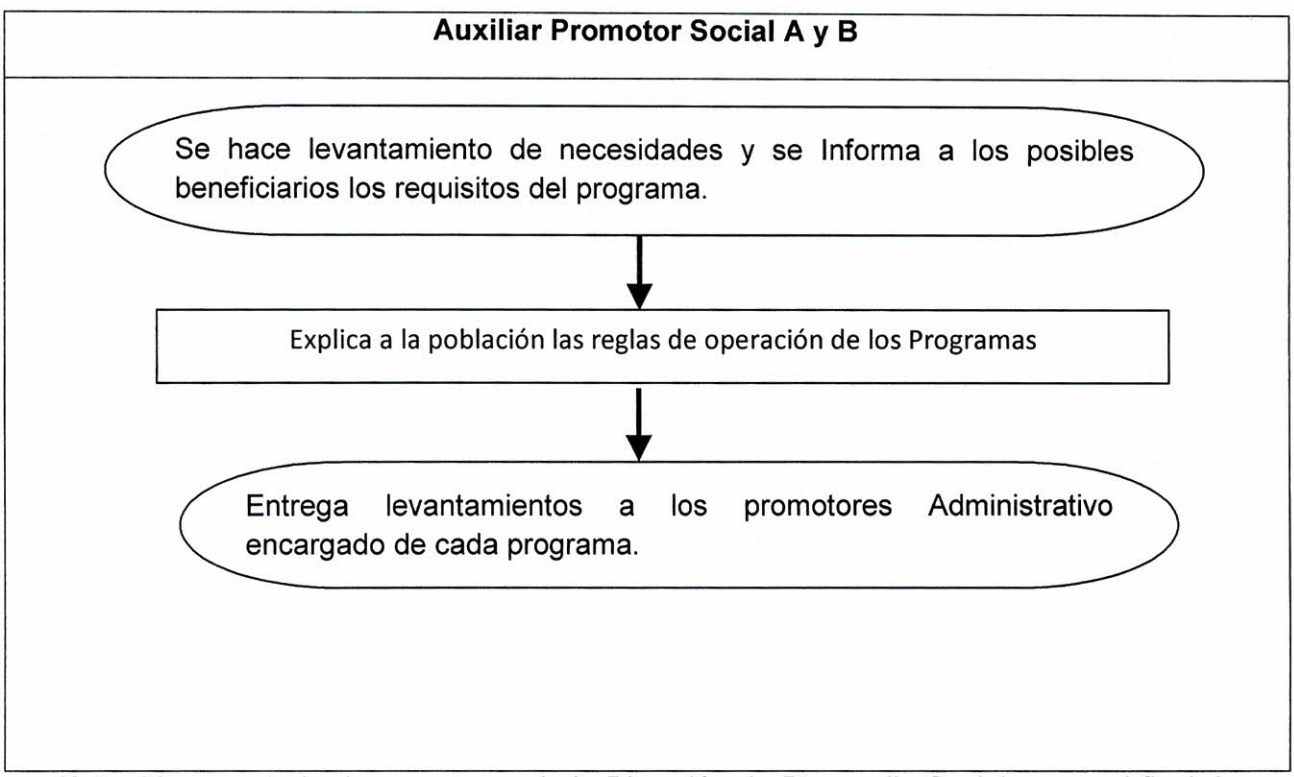 Auxiliar Promotor Social A y B
Se hace levantamiento de necesidades y se Informa a los posibles
beneficiarios los requisitos del programa.
Explica a la población las reglas de operación de los Programas
Entrega levantamientos a los promotores Administrativo
encargado de cada programa.